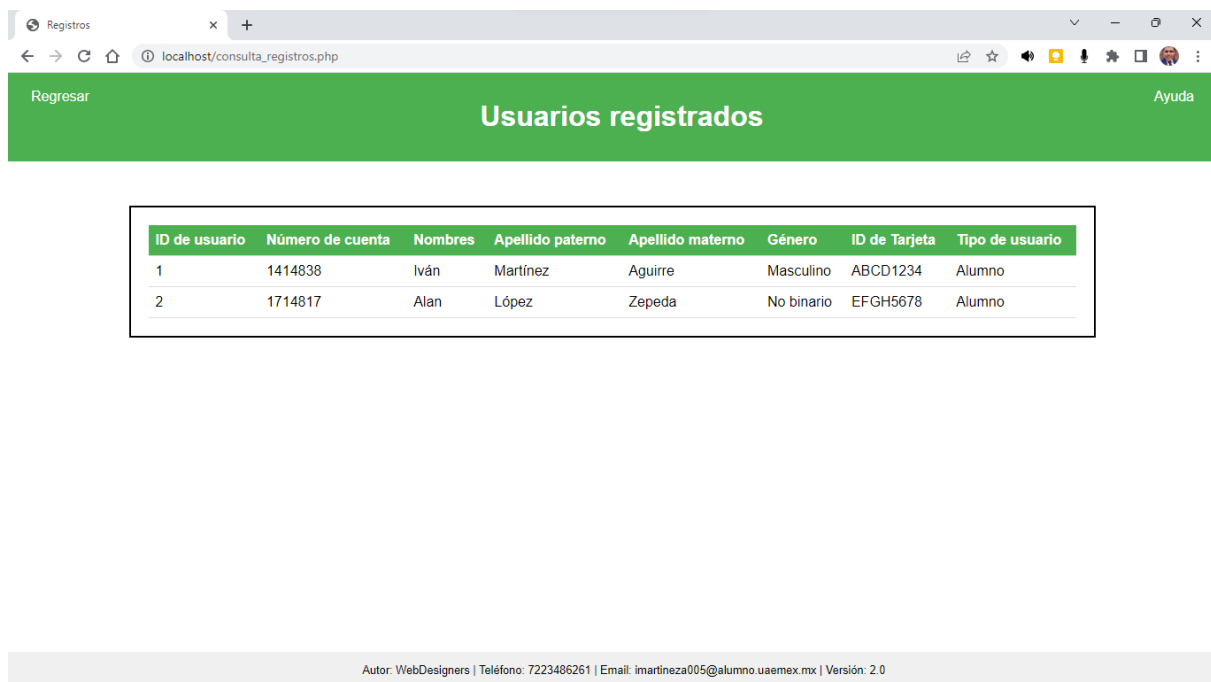 Registros
localhost/consulta_registros.php
Regresar
Usuarios registrados
Ayuda
ID de usuario Número de cuenta Nombres Apellido paterno Apellido materno Género ID de Tarjeta Tipo de usuario
1 1414838 Iván Martínez Aguirre Masculino ABCD1234 Alumno
2 1714817 Alan López Zepeda No binario EFGH5678 Alumno
Autor: WebDesigners | Teléfono: 7223486261 | Email: imartineza005@alumno.uaemex.mx | Versión: 2.0